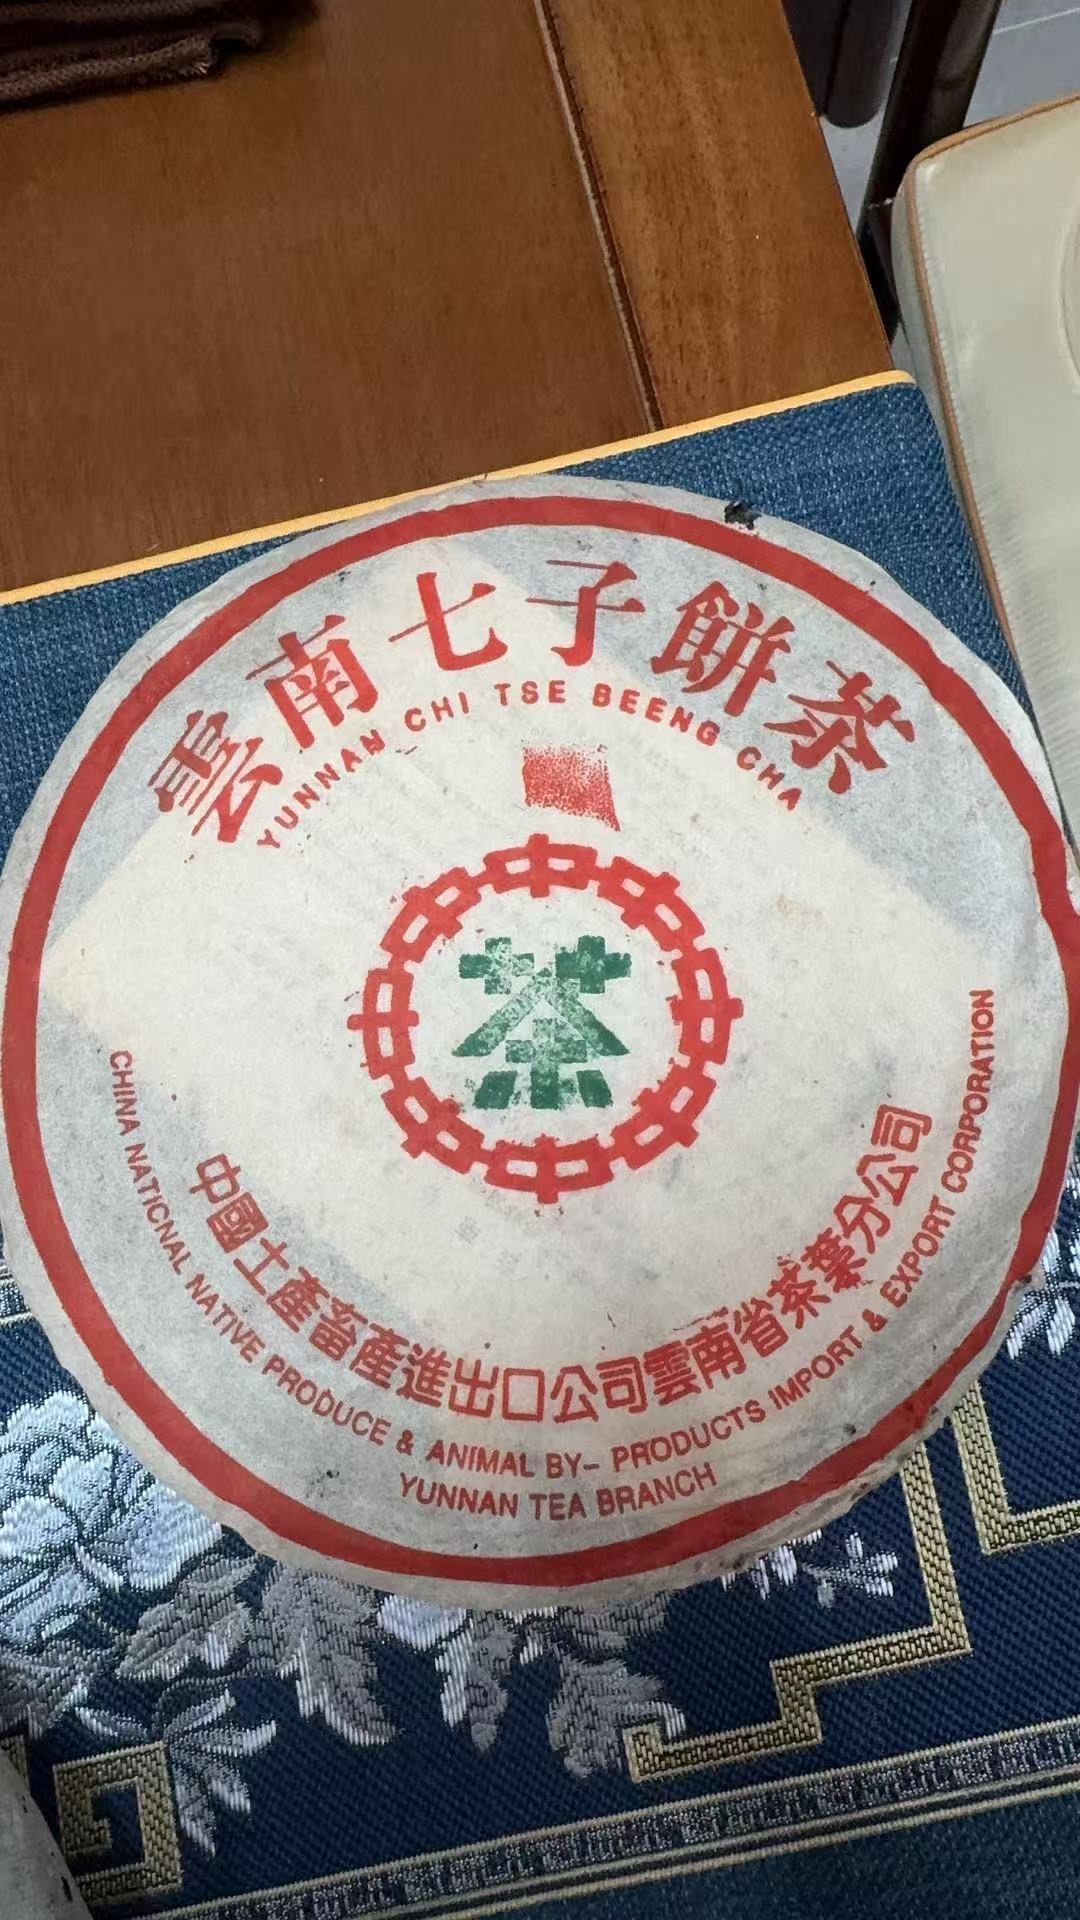 雲南七子餅茶
YUNNAN CHI TSE BEENG CHA
茶
中國土產畜產進出口公司雲南省茶葉分公司
CHINA NATICNAL NATIVE PRODUCE & ANIMAL BY- PRODUCTS IMPORT & EXPORT CORPORATION
YUNNAN TEA BRANCH